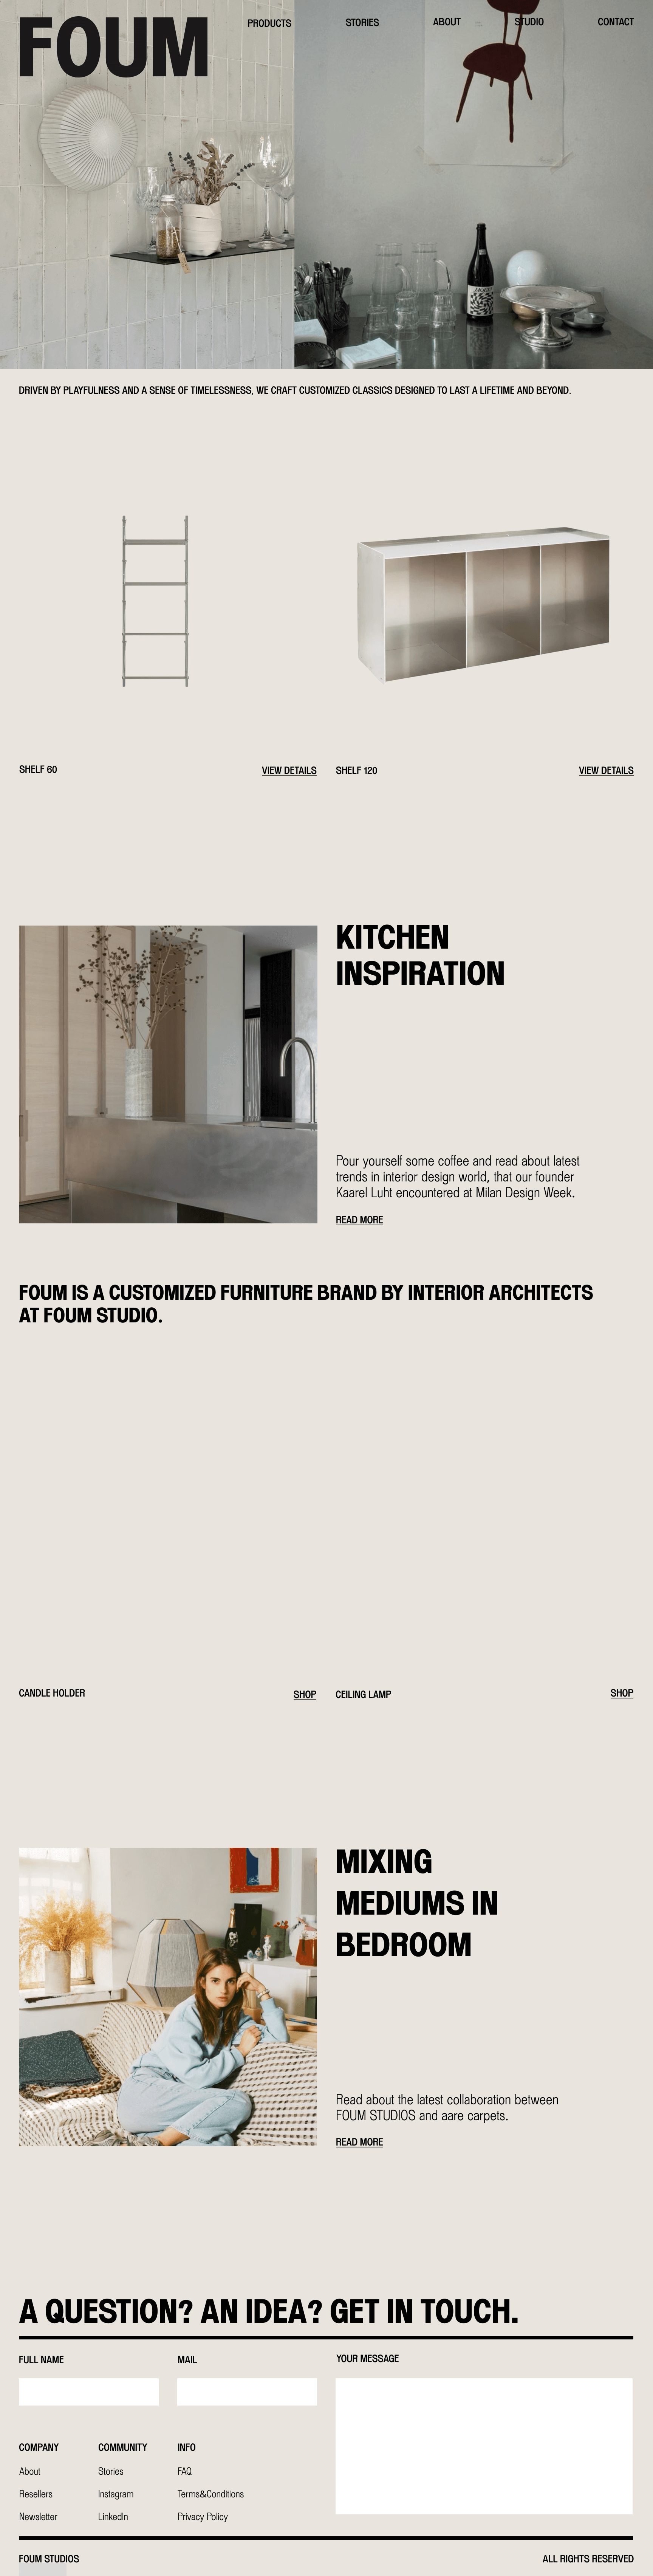 FOUM
PRODUCTS
STORIES
ABOUT
STUDIO
CONTACT
DRIVEN BY PLAYFULNESS AND A SENSE OF TIMELESSNESS, WE CRAFT CUSTOMIZED CLASSICS DESIGNED TO LAST A LIFETIME AND BEYOND.
SHELF 60
VIEW DETAILS
SHELF 120
VIEW DETAILS
KITCHEN
INSPIRATION
Pour yourself some coffee and read about latest
trends in interior design world, that our founder
Kaarel Luht encountered at Milan Design Week.
READ MORE
FOUM IS A CUSTOMIZED FURNITURE BRAND BY INTERIOR ARCHITECTS
AT FOUM STUDIO.
CANDLE HOLDER
SHOP
CEILING LAMP
SHOP
MIXING
MEDIUMS IN
BEDROOM
Read about the latest collaboration between
FOUM STUDIOS and aare carpets.
READ MORE
A QUESTION? AN IDEA? GET IN TOUCH.
FULL NAME
MAIL
YOUR MESSAGE
COMPANY
About
Resellers
Newsletter
COMMUNITY
Stories
Instagram
LinkedIn
INFO
FAQ
Terms&Conditions
Privacy Policy
FOUM STUDIOS
ALL RIGHTS RESERVED